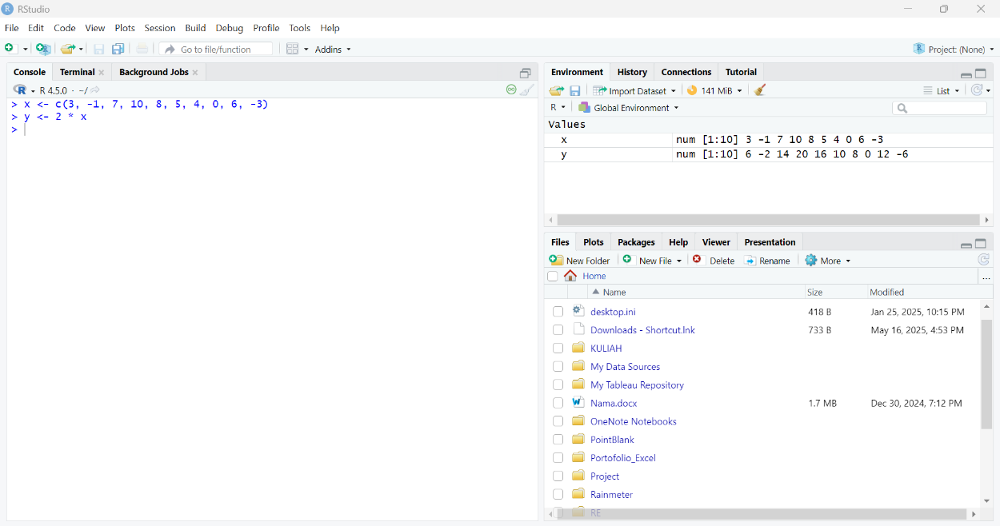 RStudio
File Edit Code View Plots Session Build Debug Profile Tools Help
Go to file/function Addins Project: (None)
Console Terminal Background Jobs
R 4.5.0 · ~/
> x <- c(3, -1, 7, 10, 8, 5, 4, 0, 6, -3)
> y <- 2 * x
>
Environment History Connections Tutorial
Import Dataset 141 MiB List
R Global Environment
Values
x num [1:10] 3 -1 7 10 8 5 4 0 6 -3
y num [1:10] 6 -2 14 20 16 10 8 0 12 -6
Files Plots Packages Help Viewer Presentation
New Folder New File Delete Rename More
Home ...
Name Size Modified
desktop.ini 418 B Jan 25, 2025, 10:15 PM
Downloads - Shortcut.lnk 733 B May 16, 2025, 4:53 PM
KULIAH
My Data Sources
My Tableau Repository
Nama.docx 1.7 MB Dec 30, 2024, 7:12 PM
OneNote Notebooks
PointBlank
Portofolio_Excel
Project
Rainmeter
RE